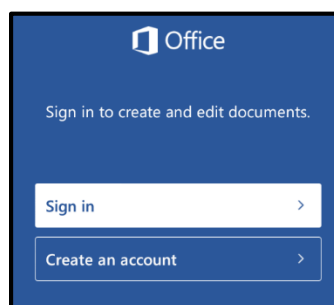 Office
Sign in to create and edit documents.
Sign in
Create an account